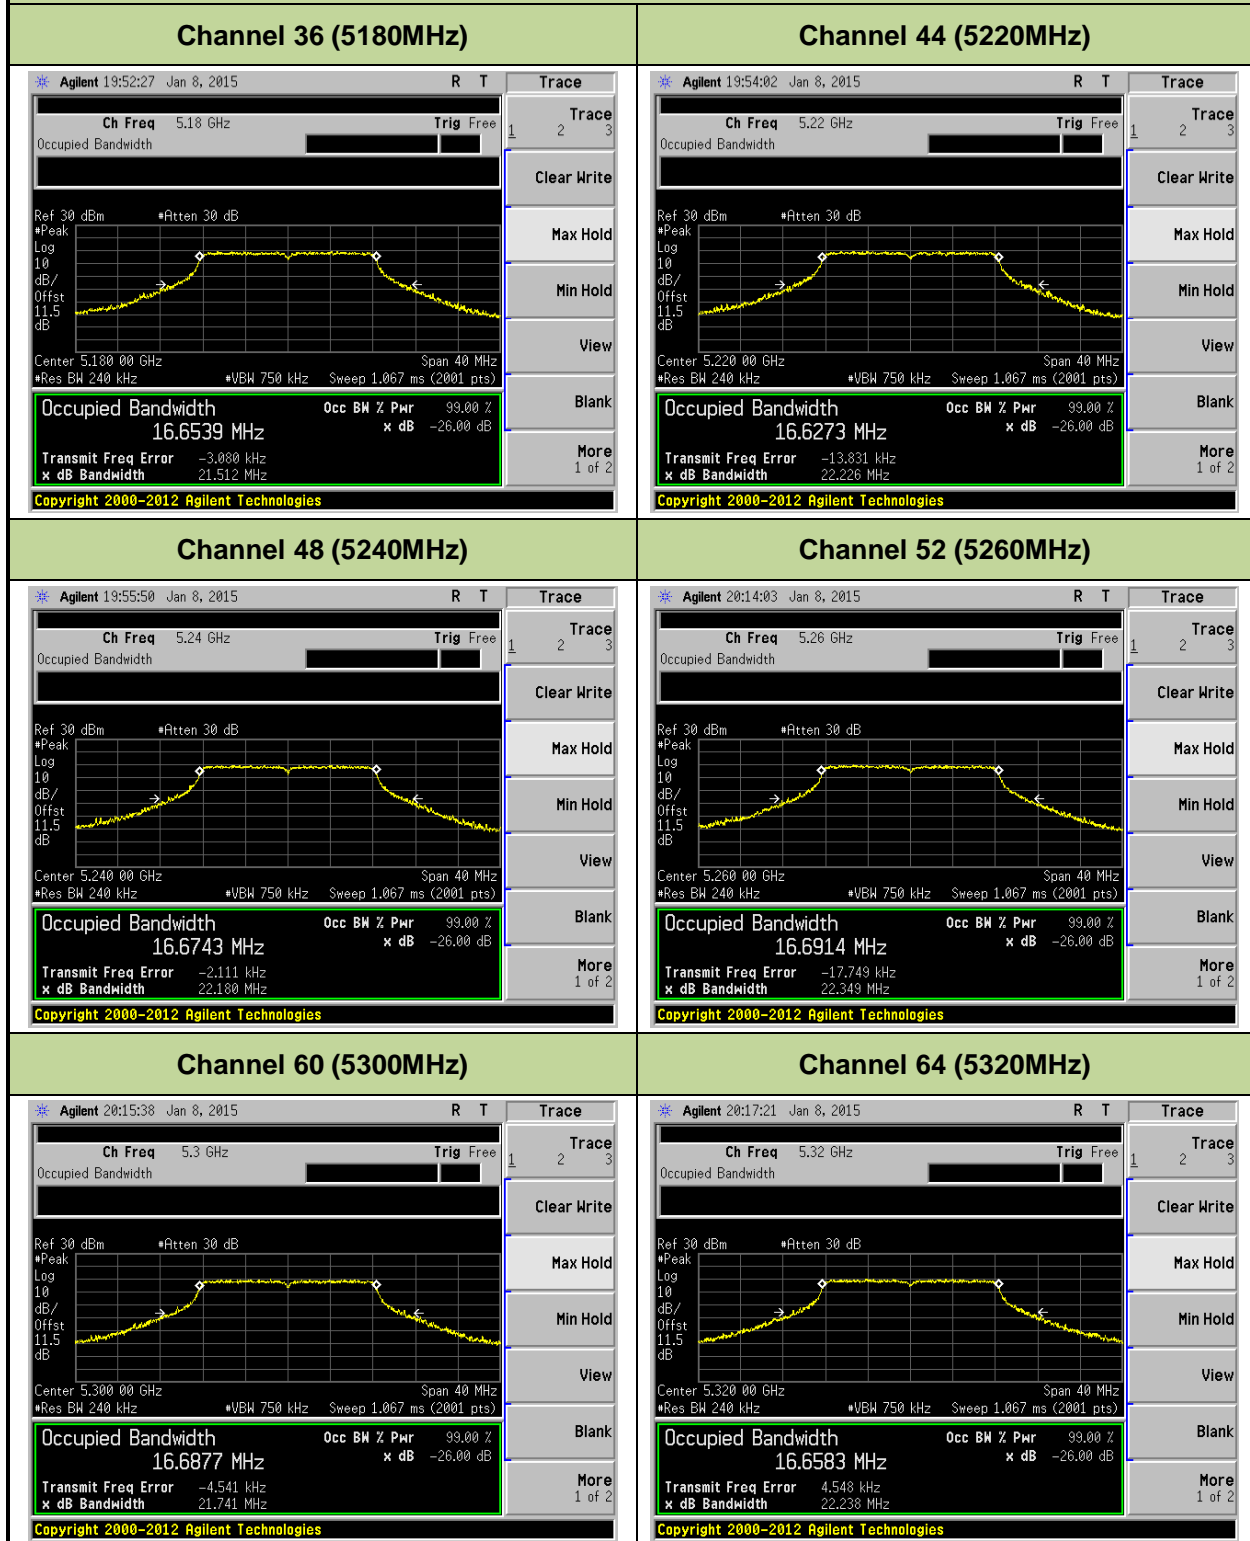 Channel 36 (5180MHz)
Channel 44 (5220MHz)
Agilent 19:52:27 Jan 8, 2015 R T Trace
Ch Freq 5.18 GHz Trig Free
Occupied Bandwidth
Trace
1 2 3
Clear Write
Max Hold
Min Hold
View
Blank
More
1 of 2
Ref 30 dBm #Atten 30 dB
#Peak
Log
10
dB/
Offst
11.5
dB
Center 5.180 00 GHz Span 40 MHz
#Res BW 240 kHz #VBW 750 kHz Sweep 1.067 ms (2001 pts)
Occupied Bandwidth Occ BW % Pwr 99.00 %
16.6539 MHz x dB -26.00 dB
Transmit Freq Error -3.080 kHz
x dB Bandwidth 21.512 MHz
Copyright 2000-2012 Agilent Technologies
Agilent 19:54:02 Jan 8, 2015 R T Trace
Ch Freq 5.22 GHz Trig Free
Occupied Bandwidth
Trace
1 2 3
Clear Write
Max Hold
Min Hold
View
Blank
More
1 of 2
Ref 30 dBm #Atten 30 dB
#Peak
Log
10
dB/
Offst
11.5
dB
Center 5.220 00 GHz Span 40 MHz
#Res BW 240 kHz #VBW 750 kHz Sweep 1.067 ms (2001 pts)
Occupied Bandwidth Occ BW % Pwr 99.00 %
16.6273 MHz x dB -26.00 dB
Transmit Freq Error -13.831 kHz
x dB Bandwidth 22.226 MHz
Copyright 2000-2012 Agilent Technologies
Channel 48 (5240MHz)
Channel 52 (5260MHz)
Agilent 19:55:50 Jan 8, 2015 R T Trace
Ch Freq 5.24 GHz Trig Free
Occupied Bandwidth
Trace
1 2 3
Clear Write
Max Hold
Min Hold
View
Blank
More
1 of 2
Ref 30 dBm #Atten 30 dB
#Peak
Log
10
dB/
Offst
11.5
dB
Center 5.240 00 GHz Span 40 MHz
#Res BW 240 kHz #VBW 750 kHz Sweep 1.067 ms (2001 pts)
Occupied Bandwidth Occ BW % Pwr 99.00 %
16.6743 MHz x dB -26.00 dB
Transmit Freq Error -2.111 kHz
x dB Bandwidth 22.180 MHz
Copyright 2000-2012 Agilent Technologies
Agilent 20:14:03 Jan 8, 2015 R T Trace
Ch Freq 5.26 GHz Trig Free
Occupied Bandwidth
Trace
1 2 3
Clear Write
Max Hold
Min Hold
View
Blank
More
1 of 2
Ref 30 dBm #Atten 30 dB
#Peak
Log
10
dB/
Offst
11.5
dB
Center 5.260 00 GHz Span 40 MHz
#Res BW 240 kHz #VBW 750 kHz Sweep 1.067 ms (2001 pts)
Occupied Bandwidth Occ BW % Pwr 99.00 %
16.6914 MHz x dB -26.00 dB
Transmit Freq Error -17.749 kHz
x dB Bandwidth 22.349 MHz
Copyright 2000-2012 Agilent Technologies
Channel 60 (5300MHz)
Channel 64 (5320MHz)
Agilent 20:15:38 Jan 8, 2015 R T Trace
Ch Freq 5.3 GHz Trig Free
Occupied Bandwidth
Trace
1 2 3
Clear Write
Max Hold
Min Hold
View
Blank
More
1 of 2
Ref 30 dBm #Atten 30 dB
#Peak
Log
10
dB/
Offst
11.5
dB
Center 5.300 00 GHz Span 40 MHz
#Res BW 240 kHz #VBW 750 kHz Sweep 1.067 ms (2001 pts)
Occupied Bandwidth Occ BW % Pwr 99.00 %
16.6877 MHz x dB -26.00 dB
Transmit Freq Error -4.541 kHz
x dB Bandwidth 21.741 MHz
Copyright 2000-2012 Agilent Technologies
Agilent 20:17:21 Jan 8, 2015 R T Trace
Ch Freq 5.32 GHz Trig Free
Occupied Bandwidth
Trace
1 2 3
Clear Write
Max Hold
Min Hold
View
Blank
More
1 of 2
Ref 30 dBm #Atten 30 dB
#Peak
Log
10
dB/
Offst
11.5
dB
Center 5.320 00 GHz Span 40 MHz
#Res BW 240 kHz #VBW 750 kHz Sweep 1.067 ms (2001 pts)
Occupied Bandwidth Occ BW % Pwr 99.00 %
16.6583 MHz x dB -26.00 dB
Transmit Freq Error 4.548 kHz
x dB Bandwidth 22.238 MHz
Copyright 2000-2012 Agilent Technologies